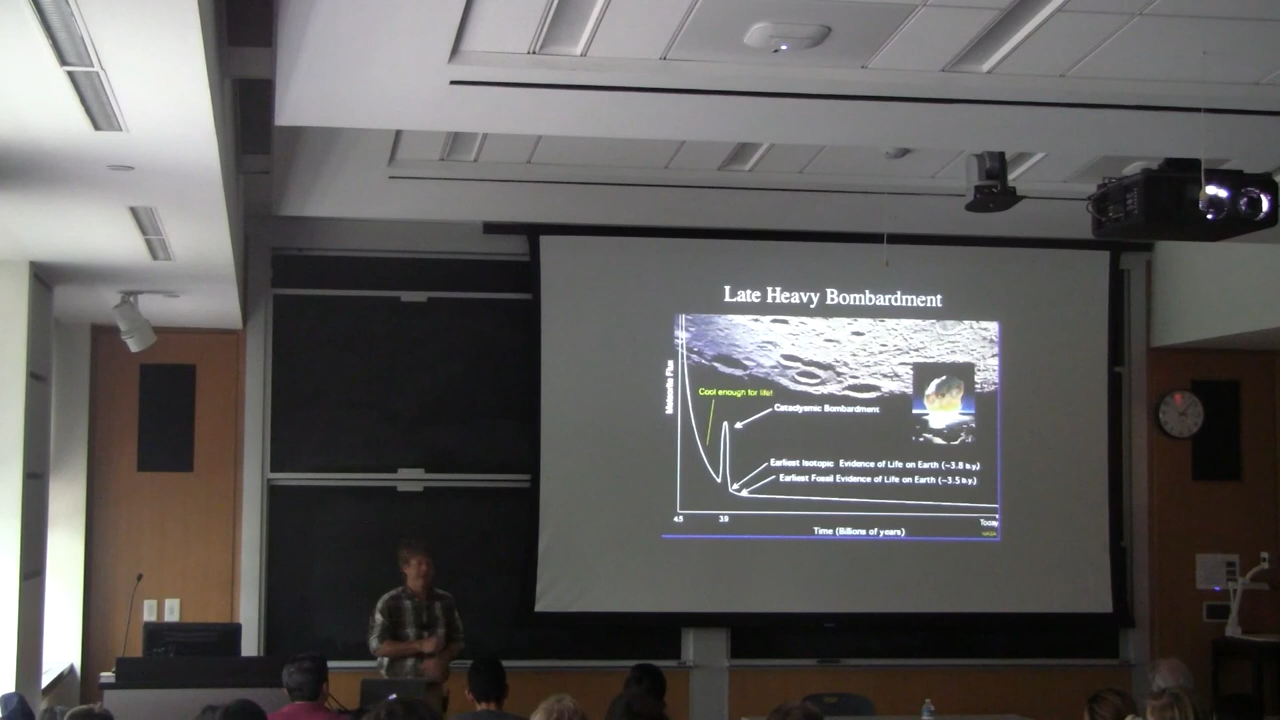 Late Heavy Bombardment
Meteorite Flux
Cool enough for life!
Cataclysmic Bombardment
Earliest Isotopic Evidence of Life on Earth (~3.8 b.y.)
Earliest Fossil Evidence of Life on Earth (~3.5 b.y.)
4.5
3.9
Today
Time (Billions of years)
NASA